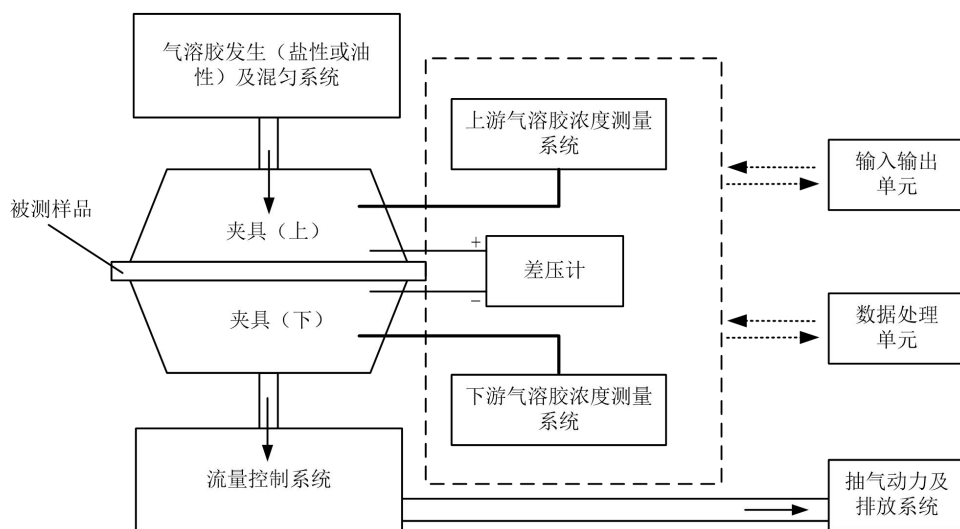 气溶胶发生（盐性或油
性）及混匀系统
上游气溶胶浓度测量
系统
输入输出
单元
被测样品
夹具（上）
+
差压计
−
夹具（下）
数据处理
单元
下游气溶胶浓度测量
系统
流量控制系统
抽气动力及
排放系统